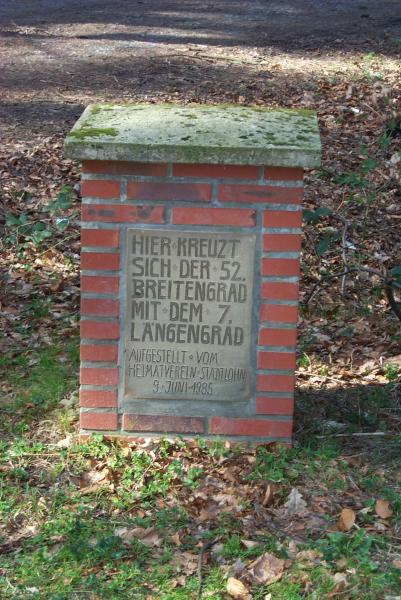 HIER · KREUZT
SICH · DER · 52.
BREITENGRAD
MIT · DEM · 7.
LÄNGENGRAD
AUFGESTELLT · VOM
HEIMATVEREIN · STADTLOHN
9 · JUNI · 1985